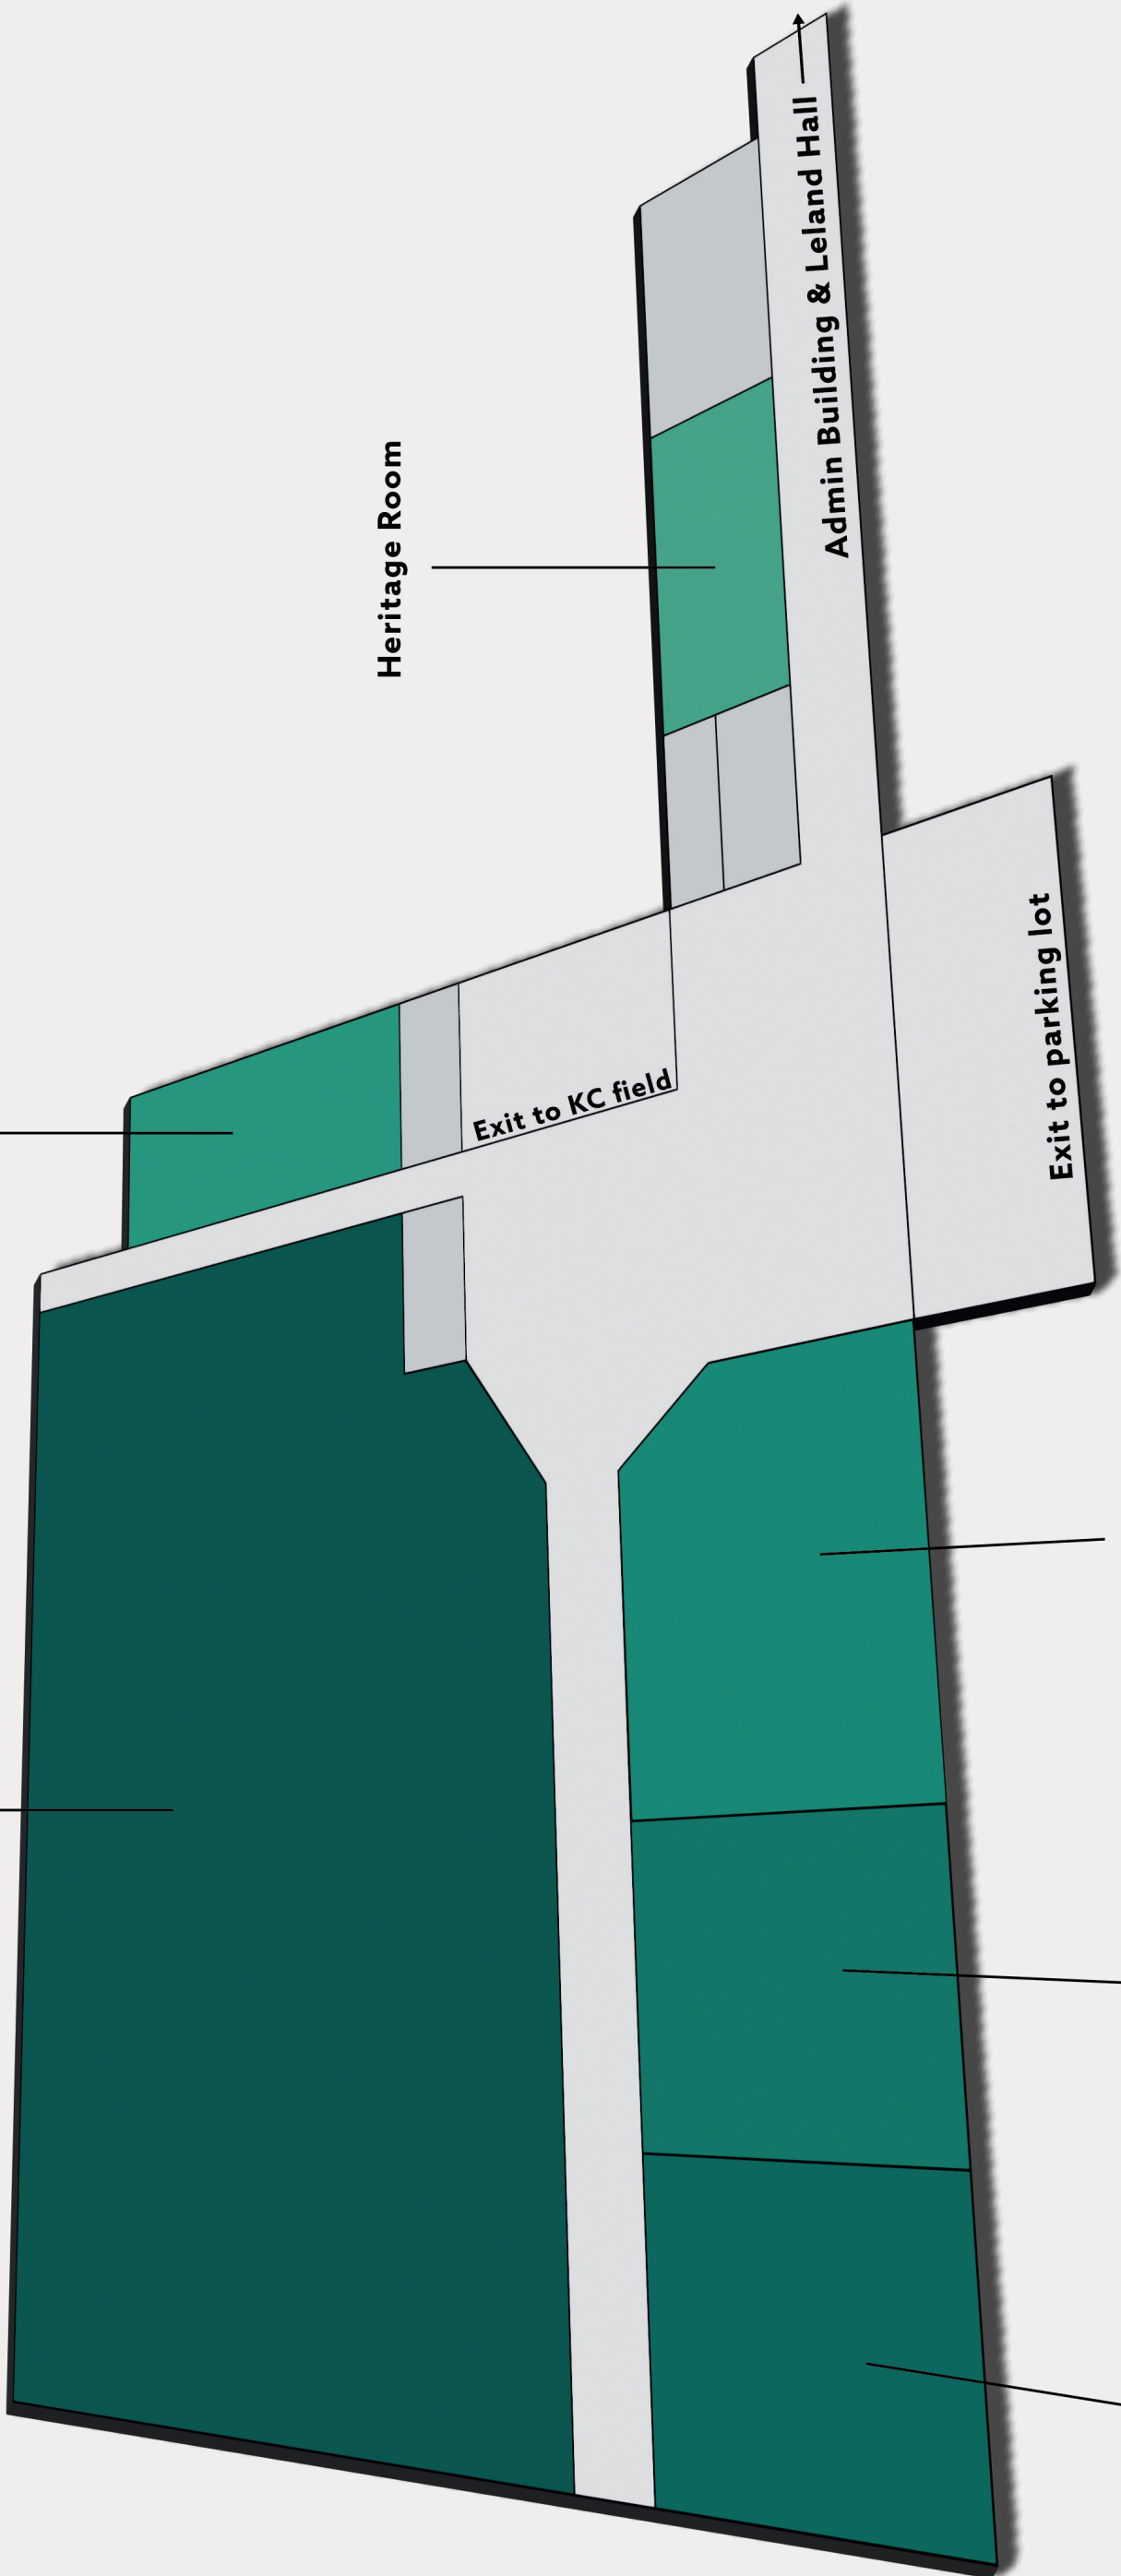 Heritage Room
Admin Building & Leland Hall
Exit to KC field
Exit to parking lot